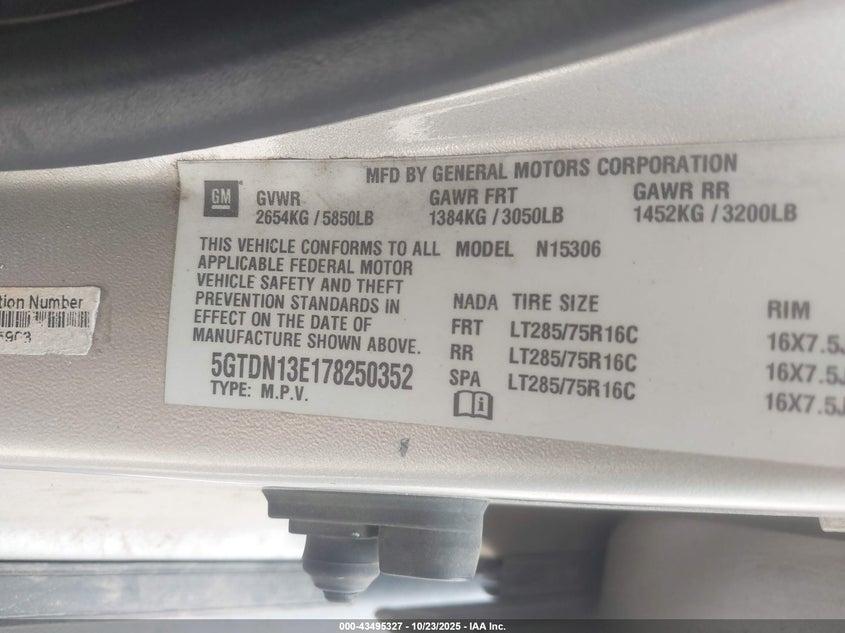 MFD BY GENERAL MOTORS CORPORATION
GM
GVWR GAWR FRT GAWR RR
2654KG / 5850LB 1384KG / 3050LB 1452KG / 3200LB
THIS VEHICLE CONFORMS TO ALL
APPLICABLE FEDERAL MOTOR
VEHICLE SAFETY AND THEFT
PREVENTION STANDARDS IN
EFFECT ON THE DATE OF
MANUFACTURE SHOWN ABOVE.
5GTDN13E178250352
TYPE: M.P.V.
MODEL N15306
NADA TIRE SIZE RIM
FRT LT285/75R16C 16X7.5J
RR LT285/75R16C 16X7.5J
SPA LT285/75R16C 16X7.5J
tion Number
000-43495327 - 10/23/2025 - IAA Inc.